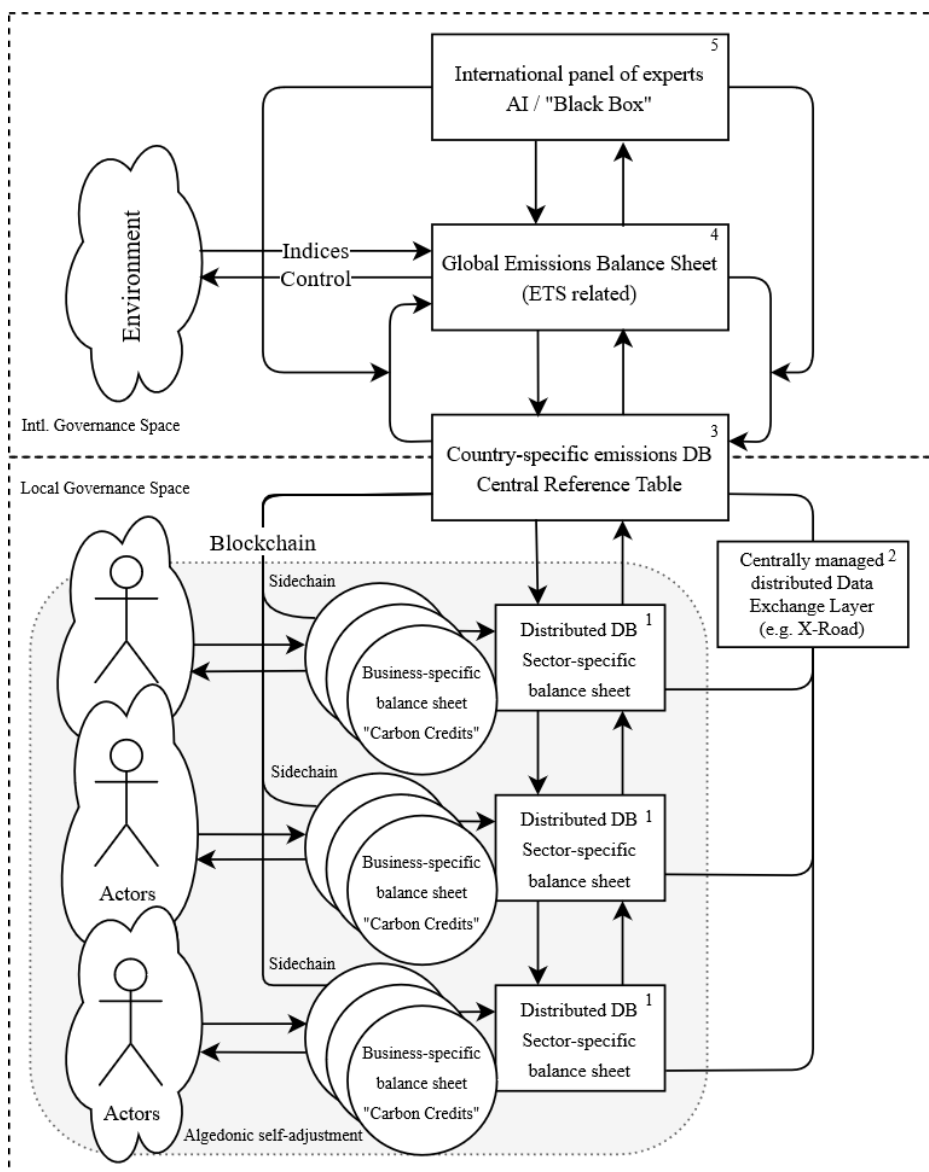 5
International panel of experts
AI / "Black Box"
Environment
Indices
Control
4
Global Emissions Balance Sheet
(ETS related)
Intl. Governance Space
3
Country-specific emissions DB
Central Reference Table
Local Governance Space
Blockchain
Centrally managed 2
distributed Data
Exchange Layer
(e.g. X-Road)
Sidechain
Business-specific
balance sheet
"Carbon Credits"
Distributed DB 1
Sector-specific
balance sheet
Sidechain
Actors
Business-specific
balance sheet
"Carbon Credits"
Distributed DB 1
Sector-specific
balance sheet
Sidechain
Actors
Business-specific
balance sheet
"Carbon Credits"
Distributed DB 1
Sector-specific
balance sheet
Algedonic self-adjustment